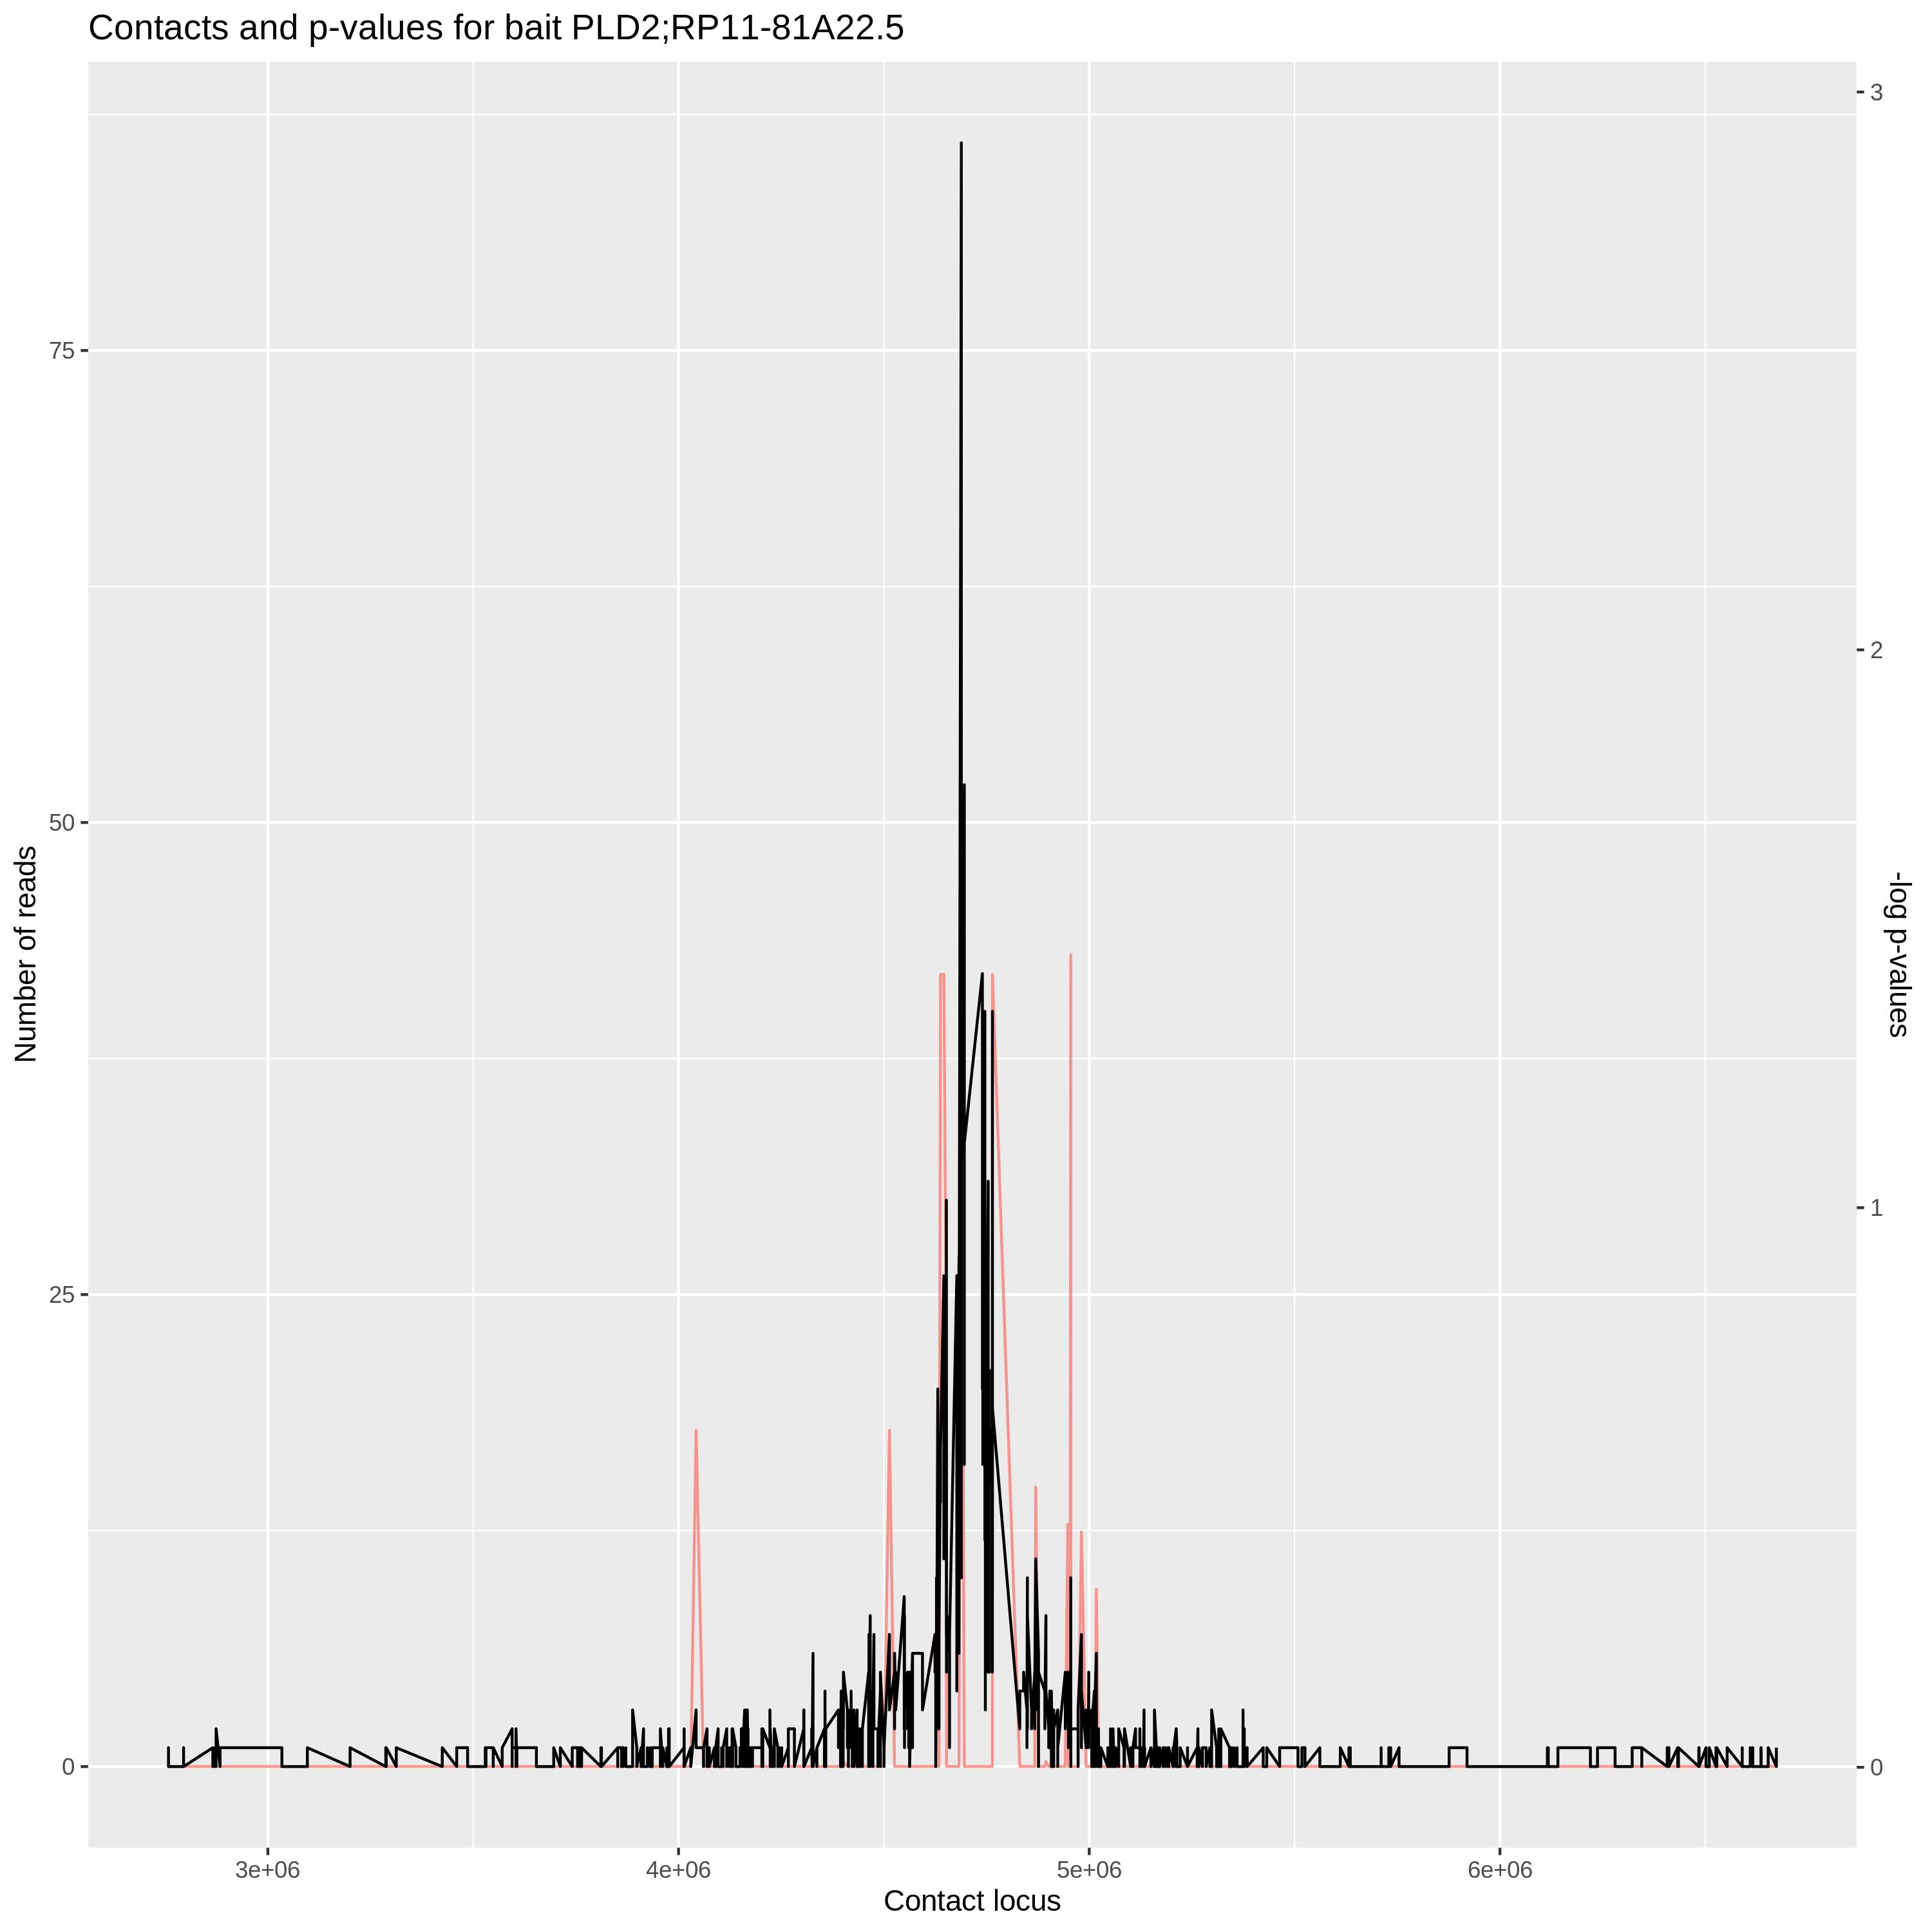 Contacts and p-values for bait PLD2;RP11-81A22.5
Number of reads
75
50
25
0
3
2
1
0
-log p-values
3e+06
4e+06
5e+06
6e+06
Contact locus